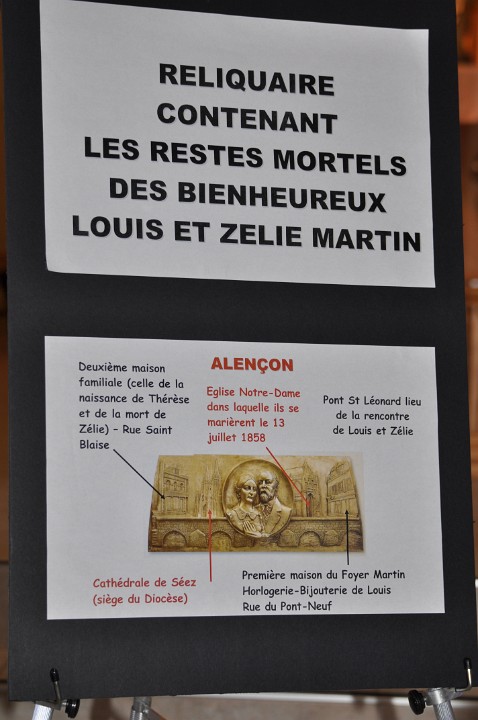 RELIQUAIRE
CONTENANT
LES RESTES MORTELS
DES BIENHEUREUX
LOUIS ET ZELIE MARTIN
ALENÇON
Deuxième maison
familiale (celle de la
naissance de Thérèse
et de la mort de
Zélie) – Rue Saint
Blaise
Eglise Notre-Dame
dans laquelle ils se
marièrent le 13
juillet 1858
Pont St Léonard lieu
de la rencontre
de Louis et Zélie
Cathédrale de Séez
(siège du Diocèse)
Première maison du Foyer Martin
Horlogerie-Bijouterie de Louis
Rue du Pont-Neuf